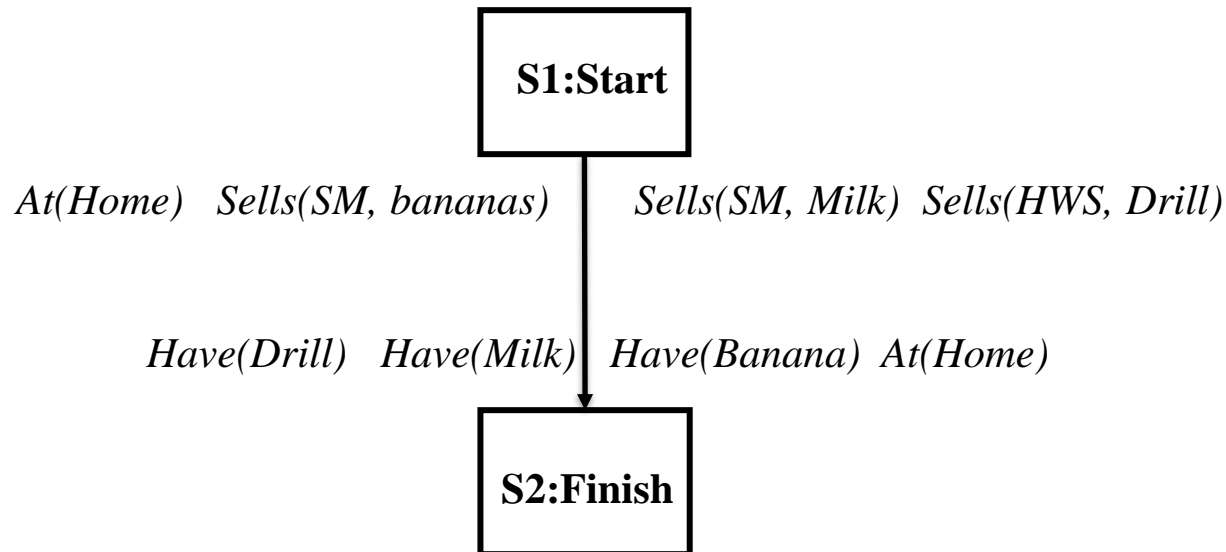 S1:Start
At(Home) Sells(SM, bananas) Sells(SM, Milk) Sells(HWS, Drill)
Have(Drill) Have(Milk) Have(Banana) At(Home)
S2:Finish